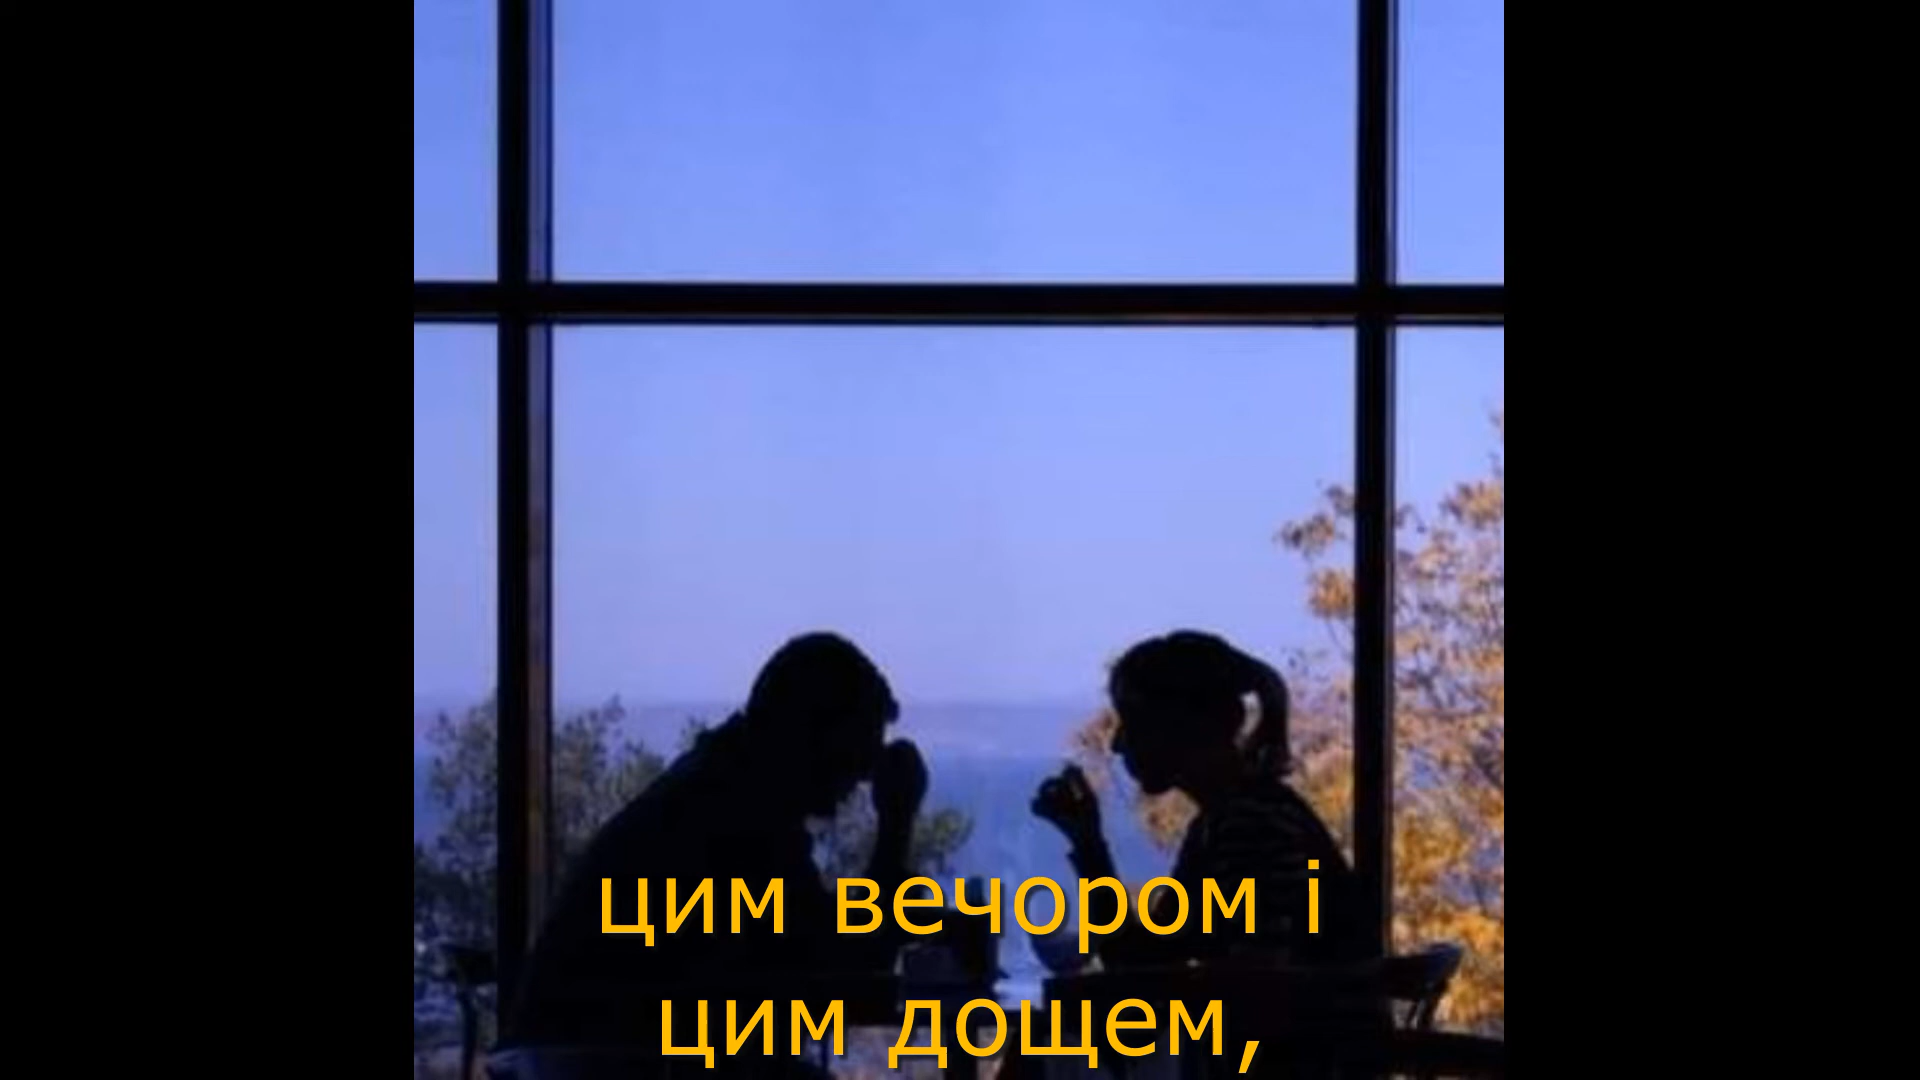 цим вечором і
цим дощем,